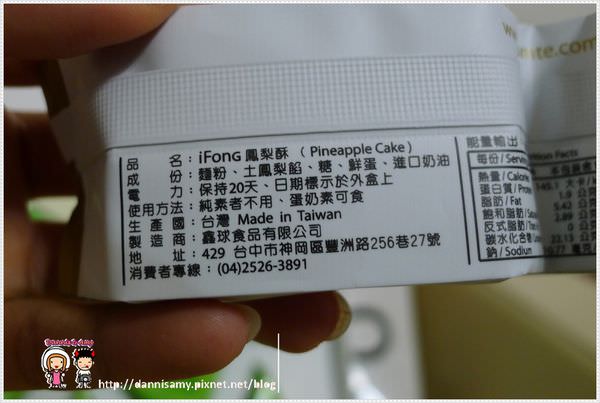 品 名：iFong 鳳梨酥（Pineapple Cake）
成 份：麵粉、土鳳梨餡、糖、鮮蛋、進口奶油
電 力：保持20天、日期標示於外盒上
使用方法：純素者不用、蛋奶素可食
生 產 國：台灣 Made in Taiwan
製 造 商：鑫球食品有限公司
地 址：429 台中市神岡區豐洲路256巷27號
消費者專線：(04)2526-3891
能量輸出
每份/Serving
熱量/Calorie
蛋白質/Prot
脂肪/Fat
飽和脂肪/
反式脂肪/
碳水化合
鈉/Sodium
http://dannisamy.pixnet.net/blog